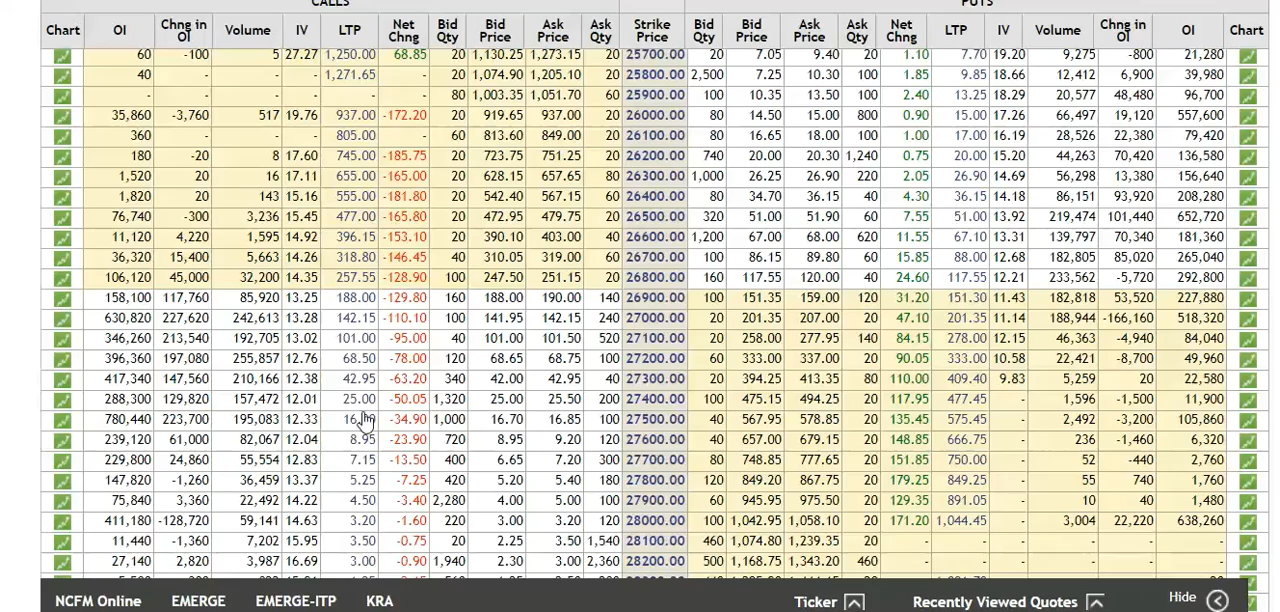 CALLS PUTS
Chart OI Chng in OI Volume IV LTP Net Chng Bid Qty Bid Price Ask Price Ask Qty Strike Price Bid Qty Bid Price Ask Price Ask Qty Net Chng LTP IV Volume Chng in OI OI Chart
60 -100 5 27.27 1,250.00 68.85 20 1,130.25 1,273.15 20 25700.00 20 7.05 9.40 20 1.10 7.70 19.20 9,275 -800 21,280
40 - - - 1,271.65 - 20 1,074.90 1,205.10 20 25800.00 2,500 7.25 10.30 100 1.85 9.85 18.66 12,412 6,900 39,980
- - - - - - 80 1,003.35 1,051.70 60 25900.00 100 10.35 13.50 100 2.40 13.25 18.29 20,577 48,480 96,700
35,860 -3,760 517 19.76 937.00 -172.20 20 919.65 937.00 20 26000.00 80 14.50 15.00 800 0.90 15.00 17.26 66,497 19,120 557,600
360 - - - 805.00 - 60 813.60 849.00 20 26100.00 80 16.65 18.00 100 1.00 17.00 16.19 28,526 22,380 79,420
180 -20 8 17.60 745.00 -185.75 20 723.75 751.25 20 26200.00 740 20.00 20.30 1,240 0.75 20.00 15.20 44,263 70,420 136,580
1,520 20 16 17.11 655.00 -165.00 20 628.15 657.65 80 26300.00 1,000 26.25 26.90 220 2.05 26.90 14.69 56,298 13,380 156,640
1,820 20 143 15.16 555.00 -181.80 20 542.40 567.15 60 26400.00 80 34.70 36.15 40 4.30 36.15 14.18 86,151 93,920 208,280
76,740 -300 3,236 15.45 477.00 -165.80 20 472.95 479.75 20 26500.00 320 51.00 51.90 60 7.55 51.00 13.92 219,474 101,440 652,720
11,120 4,220 1,595 14.92 396.15 -153.10 20 390.10 403.00 40 26600.00 1,200 67.00 68.00 620 11.55 67.10 13.31 139,797 70,340 181,360
36,320 15,400 5,663 14.26 318.80 -146.45 40 310.05 319.00 60 26700.00 100 86.15 89.80 60 15.85 88.00 12.68 182,805 85,020 265,040
106,120 45,000 32,200 14.35 257.55 -128.90 100 247.50 251.15 20 26800.00 160 117.55 120.00 40 24.60 117.55 12.21 233,562 -5,720 292,800
158,100 117,760 85,920 13.25 188.00 -129.80 160 188.00 190.00 140 26900.00 100 151.35 159.00 120 31.20 151.30 11.43 182,818 53,520 227,880
630,820 227,620 242,613 13.28 142.15 -110.10 100 141.95 142.15 240 27000.00 20 201.35 207.00 20 47.10 201.35 11.14 188,944 -166,160 518,320
346,260 213,540 192,705 13.02 101.00 -95.00 40 101.00 101.50 520 27100.00 20 258.00 277.95 140 84.15 278.00 12.15 46,363 -4,940 84,040
396,360 197,080 255,857 12.76 68.50 -78.00 120 68.65 68.75 100 27200.00 60 333.00 337.00 20 90.05 333.00 10.58 22,421 -8,700 49,960
417,340 147,560 210,166 12.38 42.95 -63.20 340 42.00 42.95 40 27300.00 20 394.25 413.35 80 110.00 409.40 9.83 5,259 20 22,580
288,300 129,820 157,472 12.01 25.00 -50.05 1,320 25.00 25.50 200 27400.00 100 475.15 494.25 20 117.95 477.45 - 1,596 -1,500 11,900
780,440 223,700 195,083 12.33 -34.90 1,000 16.70 16.85 100 27500.00 40 567.95 578.85 20 135.45 575.45 - 2,492 -3,200 105,860
239,120 61,000 82,067 12.04 8.95 -23.90 720 8.95 9.20 120 27600.00 40 657.00 679.15 20 148.85 666.75 - 236 -1,460 6,320
229,800 24,860 55,554 12.83 7.15 -13.50 400 6.65 7.20 300 27700.00 80 748.85 777.65 20 151.85 750.00 - 52 -440 2,760
147,820 -1,260 36,459 13.37 5.25 -7.25 420 5.20 5.40 180 27800.00 120 849.20 867.75 20 179.25 849.25 - 55 740 1,760
75,840 3,360 22,492 14.22 4.50 -3.40 2,280 4.00 5.00 100 27900.00 60 945.95 975.50 20 129.35 891.05 - 10 40 1,480
411,180 -128,720 59,141 14.63 3.20 -1.60 220 3.00 3.20 120 28000.00 100 1,042.95 1,058.10 20 171.20 1,044.45 - 3,004 22,220 638,260
11,440 -1,360 7,202 15.95 3.50 -0.75 20 2.25 3.50 1,540 28100.00 460 1,074.80 1,239.35 20 - - - - - -
27,140 2,820 3,987 16.69 3.00 -0.90 1,940 2.30 3.00 2,360 28200.00 500 1,168.75 1,343.20 460 - - - - - -
NCFM Online EMERGE EMERGE-ITP KRA Ticker Recently Viewed Quotes Hide